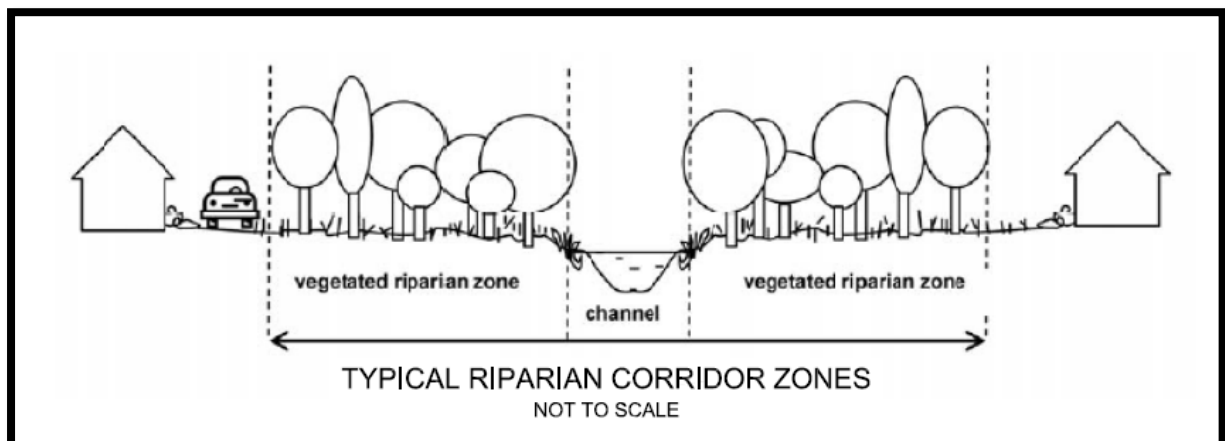 vegetated riparian zone
vegetated riparian zone
channel
TYPICAL RIPARIAN CORRIDOR ZONES
NOT TO SCALE